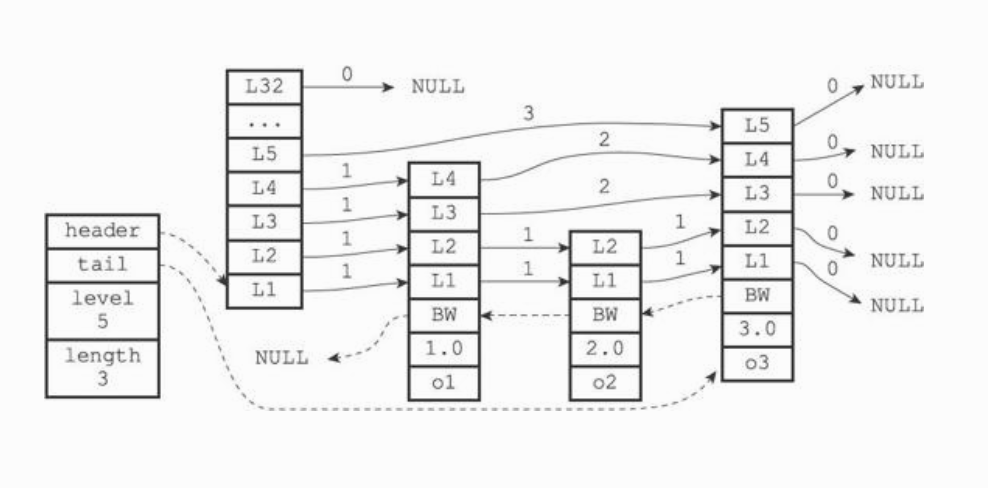 header
tail
level
5
length
3
L32
...
L5
L4
L3
L2
L1
0
NULL
3
1
1
1
1
L4
L3
L2
L1
BW
1.0
o1
NULL
2
2
1
1
L2
L1
BW
2.0
o2
1
1
L5
L4
L3
L2
L1
BW
3.0
o3
0
NULL
0
NULL
0
NULL
0
NULL
0
NULL